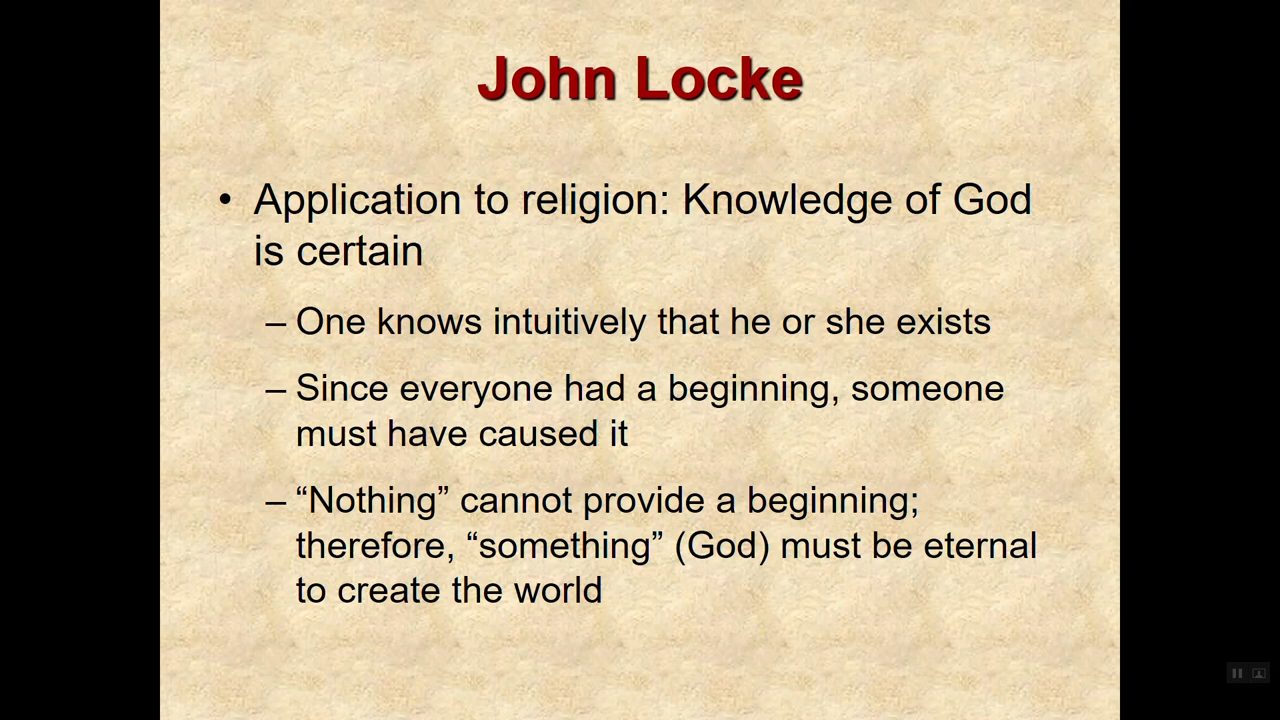 John Locke
• Application to religion: Knowledge of God
is certain
– One knows intuitively that he or she exists
– Since everyone had a beginning, someone
must have caused it
– “Nothing” cannot provide a beginning;
therefore, “something” (God) must be eternal
to create the world